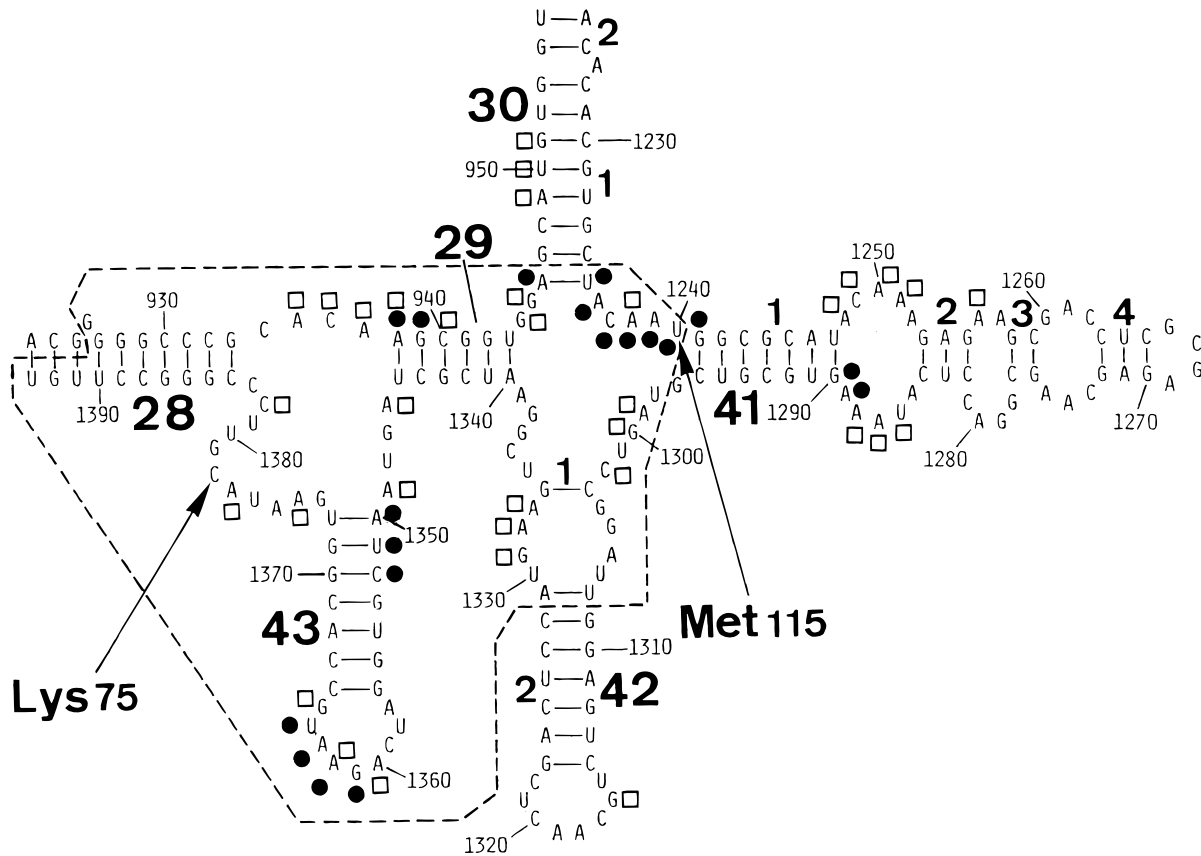 U A
2
G C
A
G C
30
U A
G C 1230
950 U G
1
A U
C G
29
G C
A U
940
930
1240
1250
1260
G A C A A C G G U G G A C A A U G G C G C A U A C A A A G A G A A G C G A C C U C G C G A
A C G G G G C C C G
1 2 3 4
U G U U C C G G G C
1390
28
C C U U G C A U A A G U
1380
Lys 75
A U
G C C G G U U A A G G C U G A A G U A
1340
A G U A
1350
A U C G U G G A U C A G A A U G
U G G C A C C
1370
43
1360
1
C G G A U U
1330
C C U C A G C U C A A C G U C
G G A G U C
1310
2
42
1320
C G U G C G U G
41
1290
G U A G U C
1300
A A A U C A C C A G G C
1280
G A A C G A U
1270
Met 115